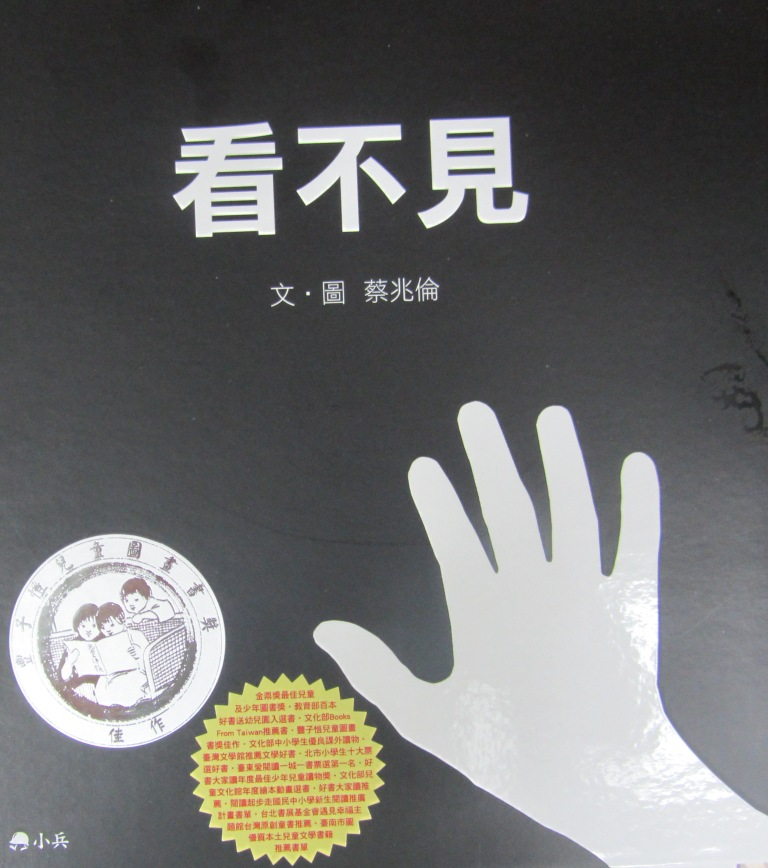 看不見
文・圖 蔡兆倫
豐子愷兒童圖畫書獎
佳作
金鼎獎最佳兒童
及少年圖書獎、教育部百本
好書送幼兒園入選書、文化部Books
From Taiwan推薦書、豐子愷兒童圖畫
書獎佳作、文化部中小學生優良課外讀物、
臺灣文學館推薦文學好書、北市小學生十大票
選好書、臺東愛閱讀一城一書票選第一名、好
書大家讀年度最佳少年兒童讀物獎、文化部兒
童文化館年度繪本動畫選書、好書大家讀推
薦、閱讀起步走國民中小學新生閱讀推廣
計畫書單、台北書展基金會遇見幸福主
題館台灣原創童書推薦、臺南市圖
優質本土兒童文學書籍
推薦書單
小兵